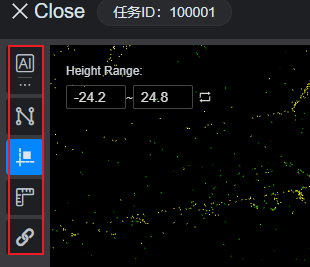 Close 任务ID：100001
AI
...
Height Range:
-24.2 ~ 24.8